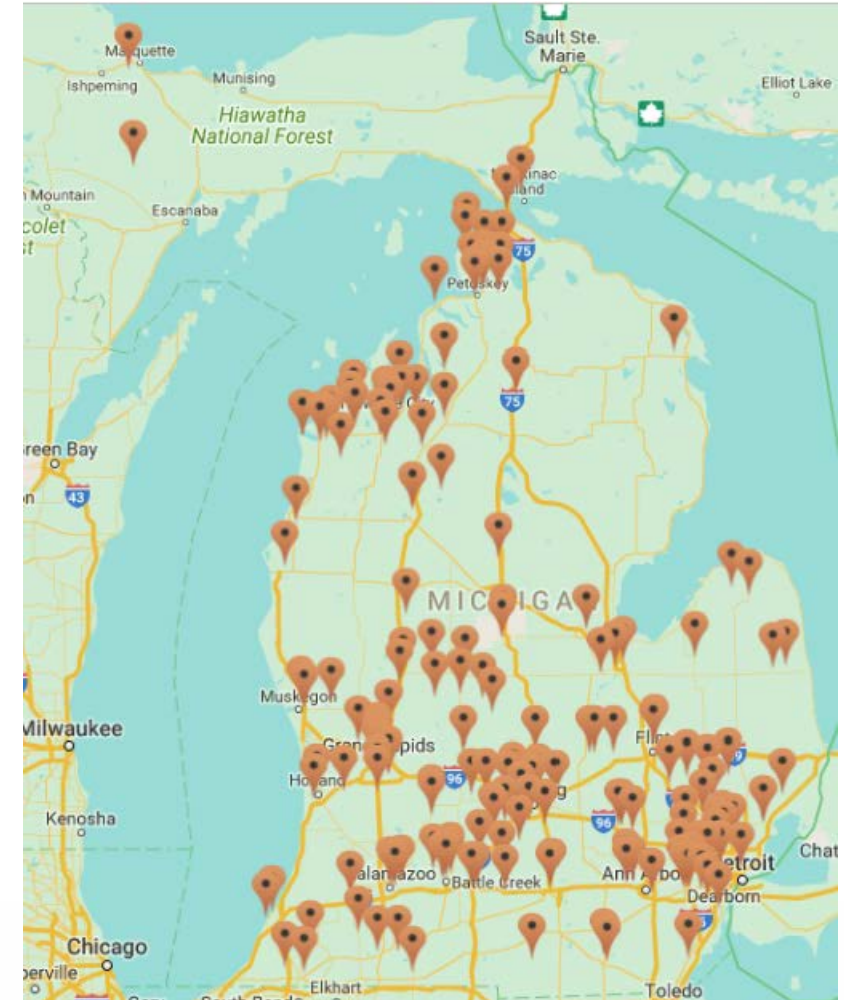 Sault Ste.
Marie
Marquette
Ishpeming
Munising
Elliot Lake
Hiawatha
National Forest
Mountain
Escanaba
75
Petoskey
75
Green Bay
43
MICHIGAN
Muskegon
Milwaukee
Grand Rapids
Flint
Holland
96
Kenosha
96
Kalamazoo
Battle Creek
Ann Arbor
Detroit
Dearborn
Chat
Chicago
Elkhart
Toledo